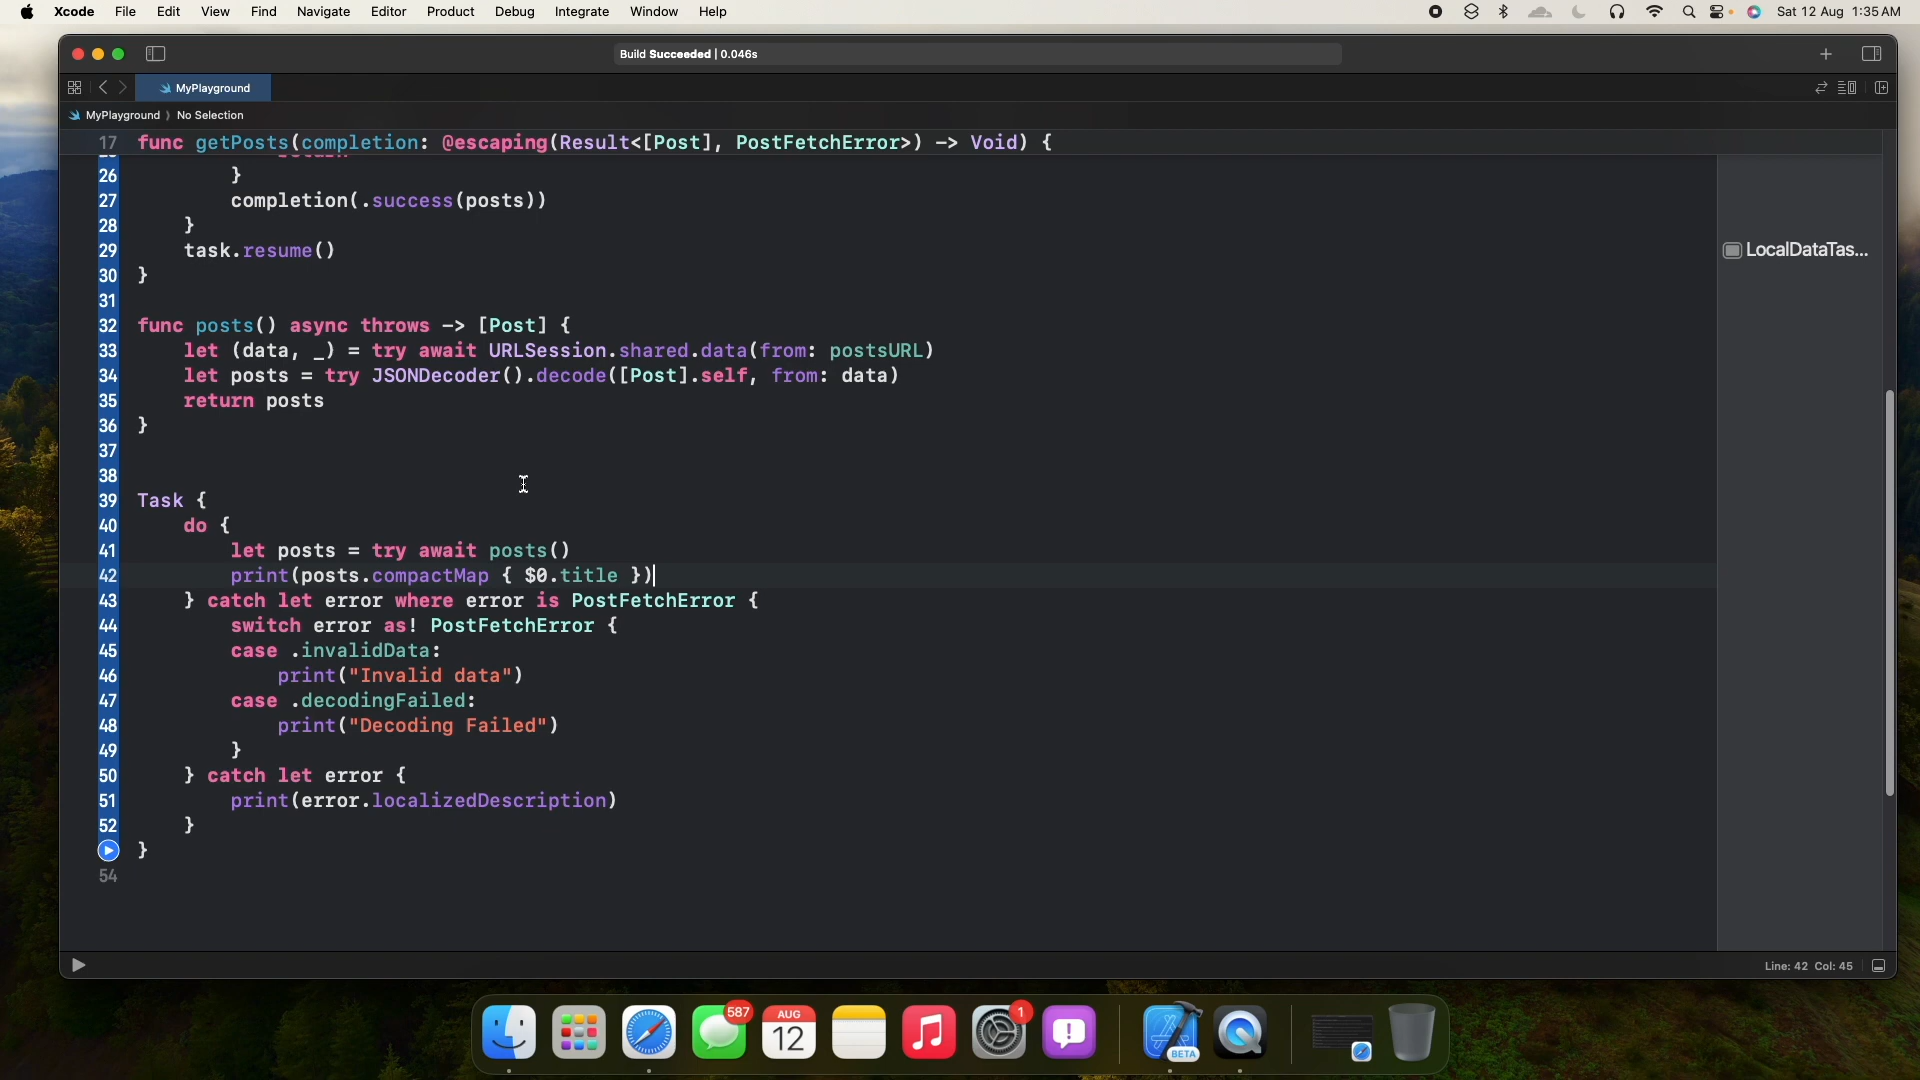 Xcode File Edit View Find Navigate Editor Product Debug Integrate Window Help Sat 12 Aug 1:35 AM
Build Succeeded | 0.046s
MyPlayground
MyPlayground No Selection
17 func getPosts(completion: @escaping(Result<[Post], PostFetchError>) -> Void) {
26 }
27 completion(.success(posts))
28 }
29 task.resume() LocalDataTas...
30 }
31
32 func posts() async throws -> [Post] {
33 let (data, _) = try await URLSession.shared.data(from: postsURL)
34 let posts = try JSONDecoder().decode([Post].self, from: data)
35 return posts
36 }
37
38
39 Task {
40 do {
41 let posts = try await posts()
42 print(posts.compactMap { $0.title })
43 } catch let error where error is PostFetchError {
44 switch error as! PostFetchError {
45 case .invalidData:
46 print("Invalid data")
47 case .decodingFailed:
48 print("Decoding Failed")
49 }
50 } catch let error {
51 print(error.localizedDescription)
52 }
}
54
Line: 42 Col: 45
587
AUG
12
1
BETA